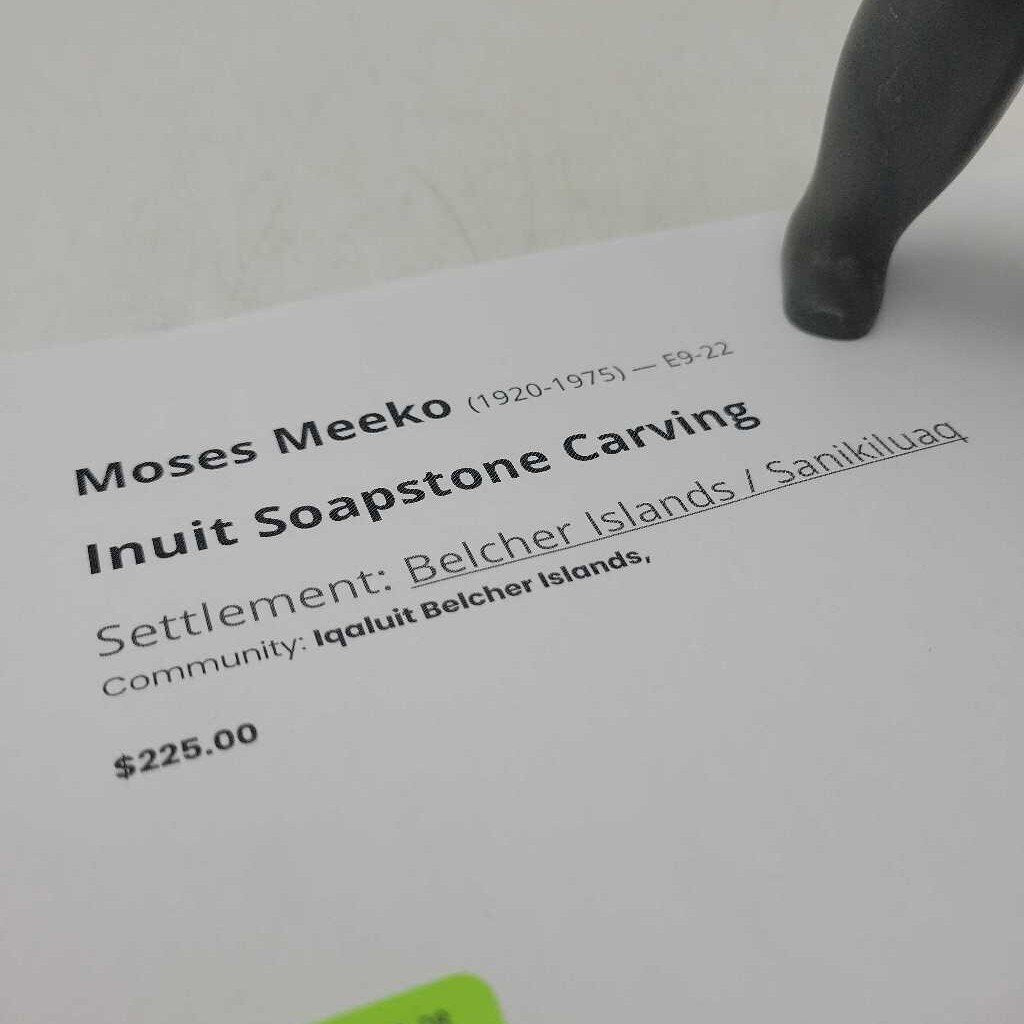 Moses Meeko (1920-1975) — E9-22
Inuit Soapstone Carving
Settlement: Belcher Islands / Sanikiluaq
Community: Iqaluit Belcher Islands,
$225.00